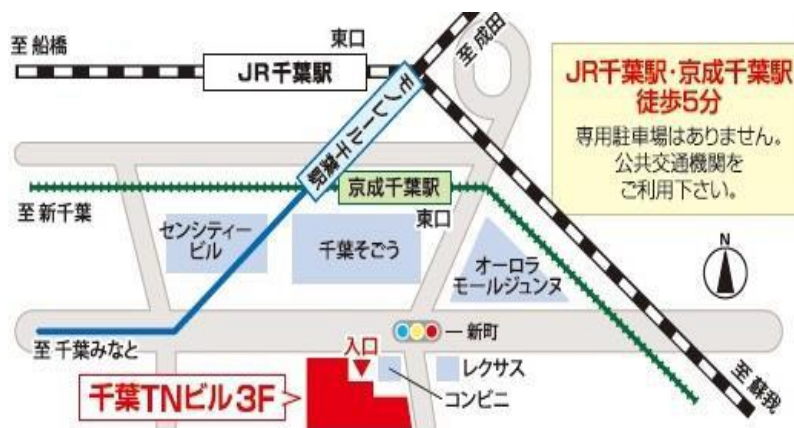 至 船橋
東口
JR千葉駅
至 成田
モノレール千葉駅
JR千葉駅・京成千葉駅
徒歩5分
専用駐車場はありません。
公共交通機関を
ご利用下さい。
至 新千葉
京成千葉駅
東口
センシティー
ビル
千葉そごう
オーロラ
モールジュンヌ
N
至 千葉みなと
新町
入口
レクサス
コンビニ
千葉TNビル3F
至 蘇我